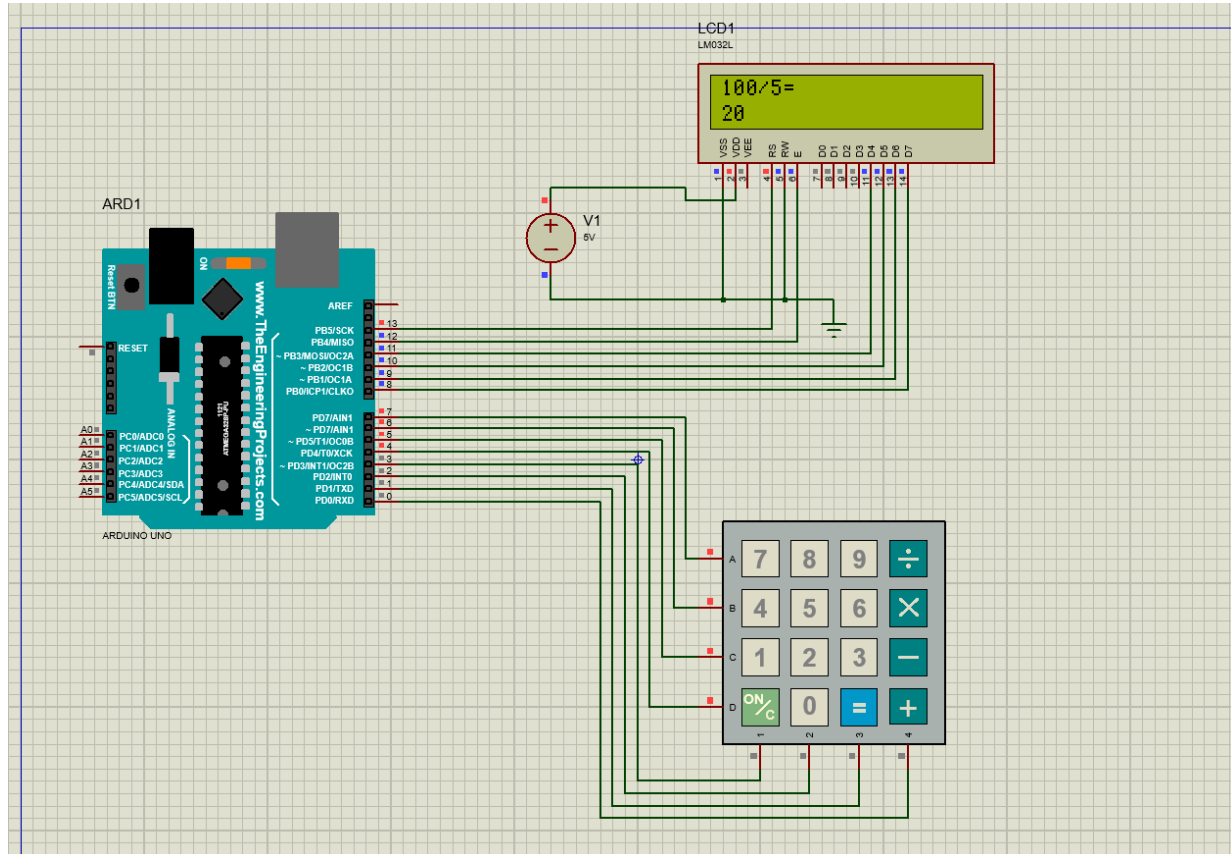 LCD1
LM032L
100/5=
20
VSS
VDD
VEE
RS
RW
E
D0
D1
D2
D3
D4
D5
D6
D7
1
2
3
4
5
6
7
8
9
10
11
12
13
14
V1
5V
ARD1
Reset BTN
ON
www.TheEngineeringProjects.com
ANALOG IN
1121
ATMEGA328P-PU
RESET
AREF
PB5/SCK
13
PB4/MISO
12
~ PB3/MOSI/OC2A
11
~ PB2/OC1B
10
~ PB1/OC1A
9
PB0/ICP1/CLKO
8
PD7/AIN1
7
~ PD7/AIN1
6
~ PD5/T1/OC0B
5
PD4/T0/XCK
4
~ PD3/INT1/OC2B
3
PD2/INT0
2
PD1/TXD
1
PD0/RXD
0
A0
PC0/ADC0
A1
PC1/ADC1
A2
PC2/ADC2
A3
PC3/ADC3
A4
PC4/ADC4/SDA
A5
PC5/ADC5/SCL
ARDUINO UNO
A 7 8 9 ÷
B 4 5 6 ×
C 1 2 3 −
D ON/C 0 = +
1 2 3 4